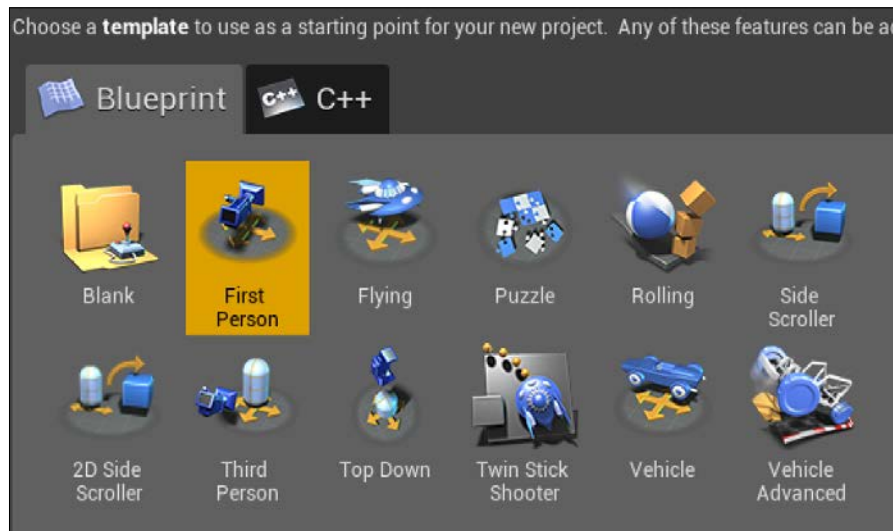 Choose a template to use as a starting point for your new project. Any of these features can be
Blueprint
C++
C++
Blank
First
Person
Flying
Puzzle
Rolling
Side
Scroller
2D Side
Scroller
Third
Person
Top Down
Twin Stick
Shooter
Vehicle
Vehicle
Advanced